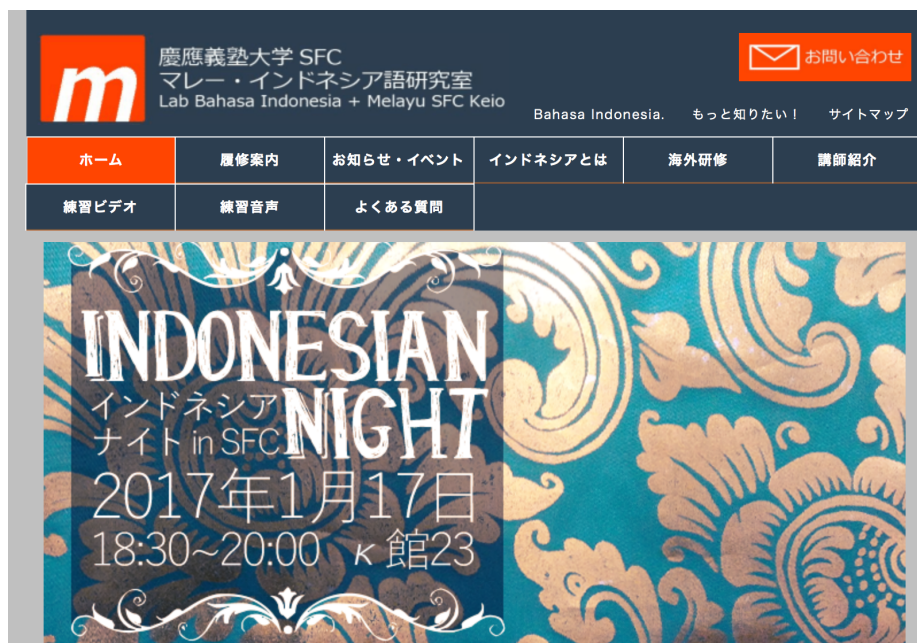 m
慶應義塾大学 SFC
マレー・インドネシア語研究室
Lab Bahasa Indonesia + Melayu SFC Keio
お問い合わせ
Bahasa Indonesia. もっと知りたい！ サイトマップ
ホーム 履修案内 お知らせ・イベント インドネシアとは 海外研修 講師紹介
練習ビデオ 練習音声 よくある質問
INDONESIAN
インドネシア
ナイト in SFC
NIGHT
2017年1月17日
18:30~20:00 κ館23